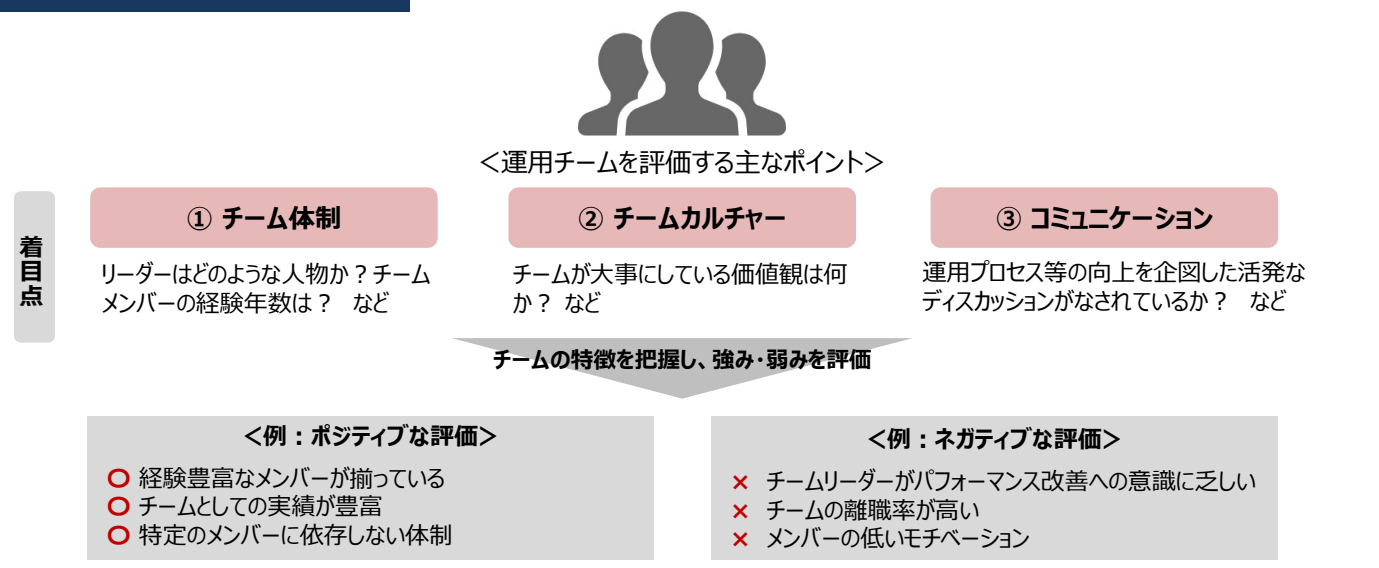 ＜運用チームを評価する主なポイント＞
着目点
① チーム体制
リーダーはどのような人物か？チーム
メンバーの経験年数は？　など
② チームカルチャー
チームが大事にしている価値観は何
か？ など
③ コミュニケーション
運用プロセス等の向上を企図した活発な
ディスカッションがなされているか？　など
チームの特徴を把握し、強み・弱みを評価
＜例：ポジティブな評価＞
〇 経験豊富なメンバーが揃っている
〇 チームとしての実績が豊富
〇 特定のメンバーに依存しない体制
＜例：ネガティブな評価＞
× チームリーダーがパフォーマンス改善への意識に乏しい
× チームの離職率が高い
× メンバーの低いモチベーション